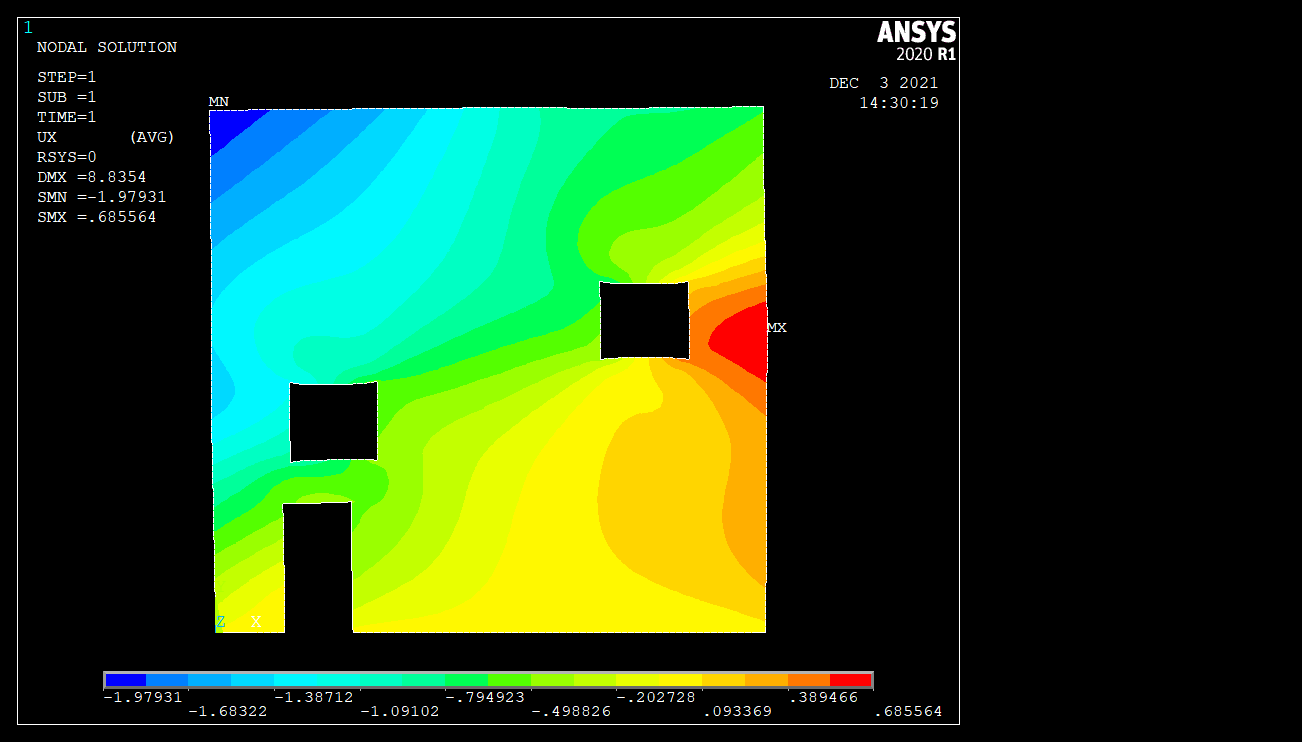 1
ANSYS
2020 R1
NODAL SOLUTION
STEP=1
SUB =1
TIME=1
UX (AVG)
RSYS=0
DMX =8.8354
SMN =-1.97931
SMX =.685564
DEC 3 2021
14:30:19
MN
MX
Z X
-1.97931 -1.38712 -.794923 -.202728 .389466
-1.68322 -1.09102 -.498826 .093369 .685564